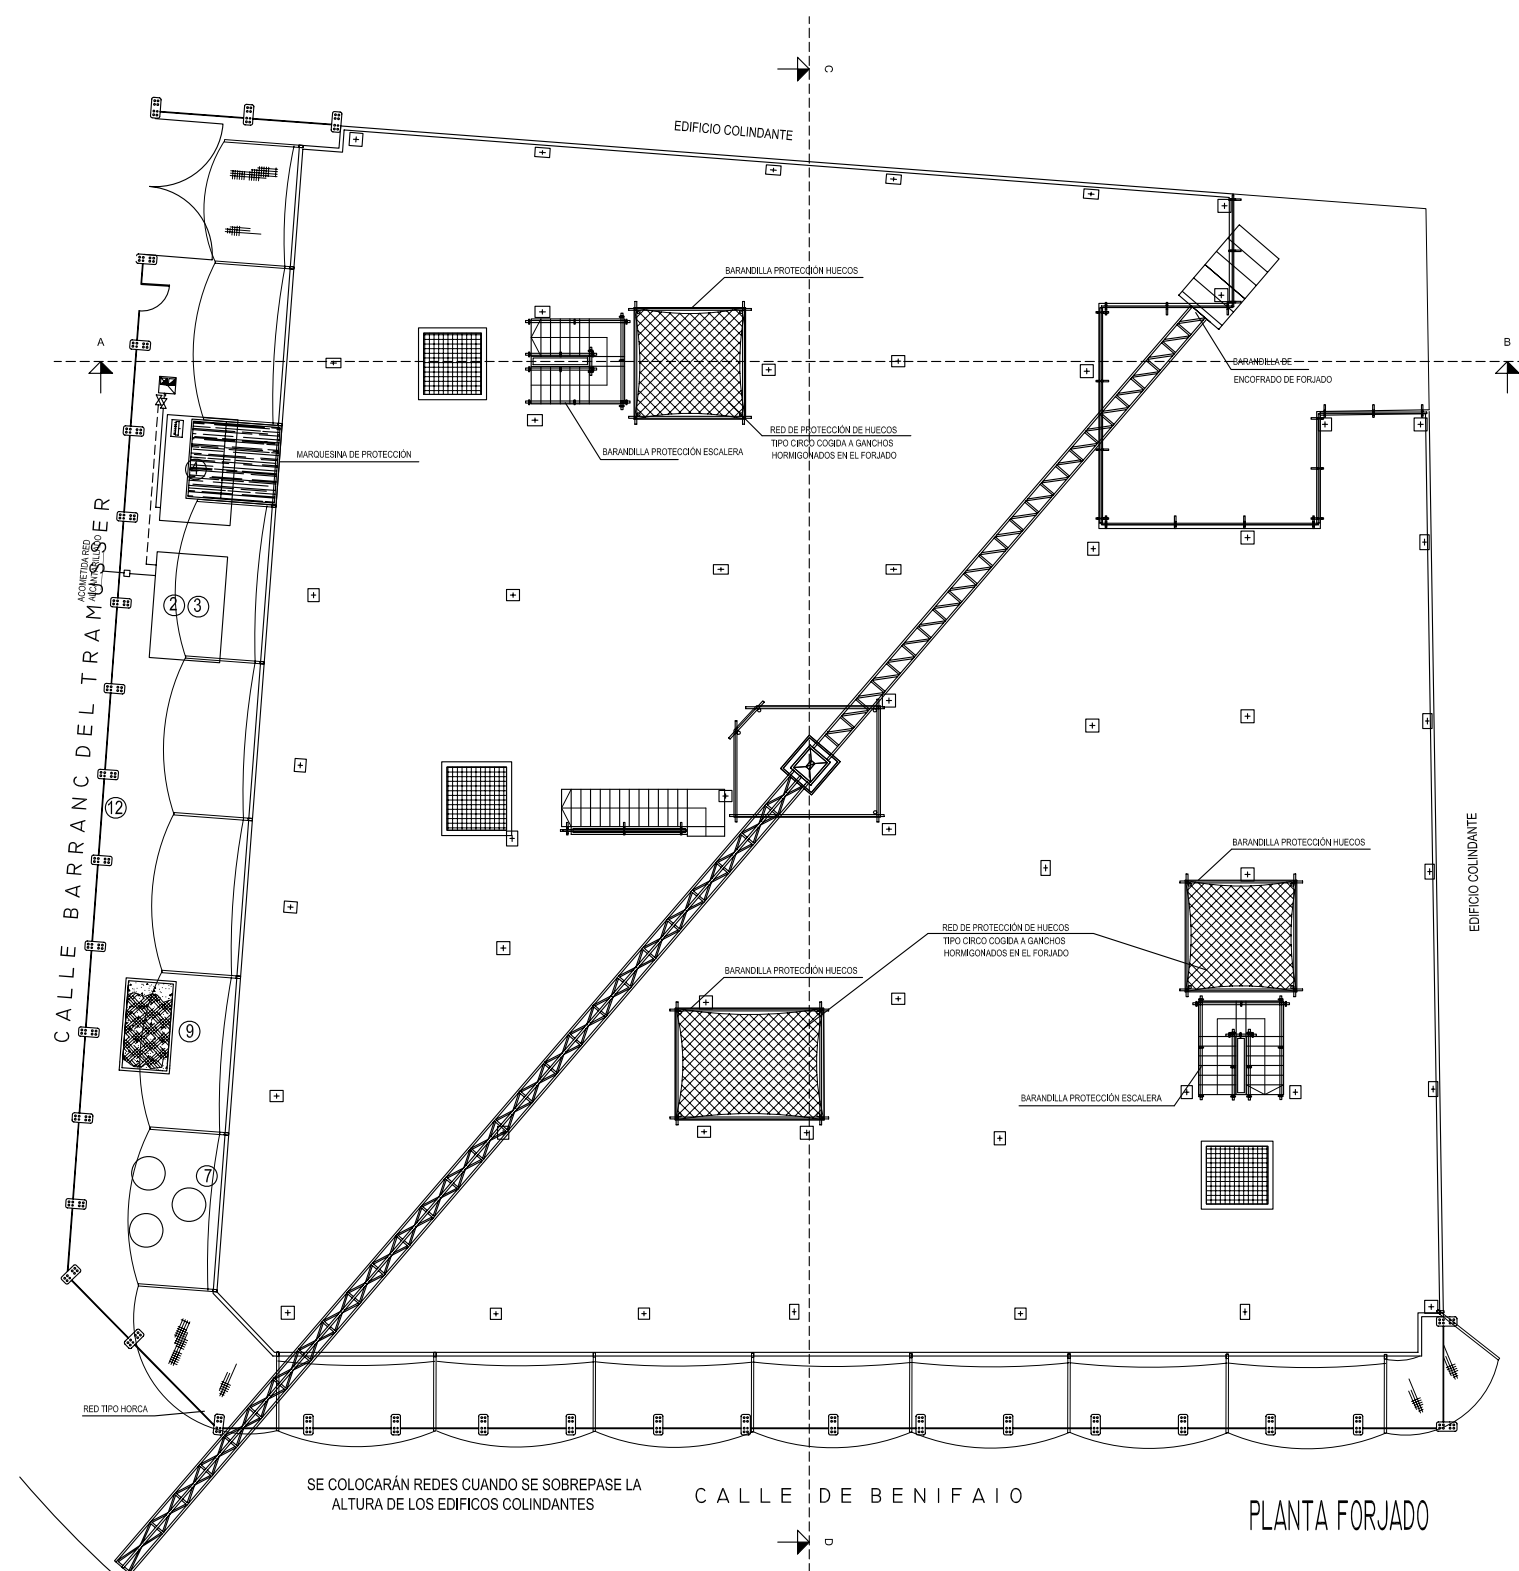 C
EDIFICIO COLINDANTE
BARANDILLA PROTECCIÓN HUECOS
A
B
BARANDILLA DE
ENCOFRADO DE FORJADO
RED DE PROTECCIÓN DE HUECOS
TIPO CIRCO COGIDA A GANCHOS
HORMIGONADOS EN EL FORJADO
BARANDILLA PROTECCIÓN ESCALERA
MARQUESINA DE PROTECCIÓN
1
ACOMETIDA RED
ALCANTARILLADO
2
3
CALLE BARRANC DEL TRAMUSSER
12
BARANDILLA PROTECCIÓN HUECOS
EDIFICIO COLINDANTE
RED DE PROTECCIÓN DE HUECOS
TIPO CIRCO COGIDA A GANCHOS
HORMIGONADOS EN EL FORJADO
BARANDILLA PROTECCIÓN HUECOS
9
BARANDILLA PROTECCIÓN ESCALERA
7
RED TIPO HORCA
SE COLOCARÁN REDES CUANDO SE SOBREPASE LA
ALTURA DE LOS EDIFICOS COLINDANTES
CALLE DE BENIFAIO
PLANTA FORJADO
D